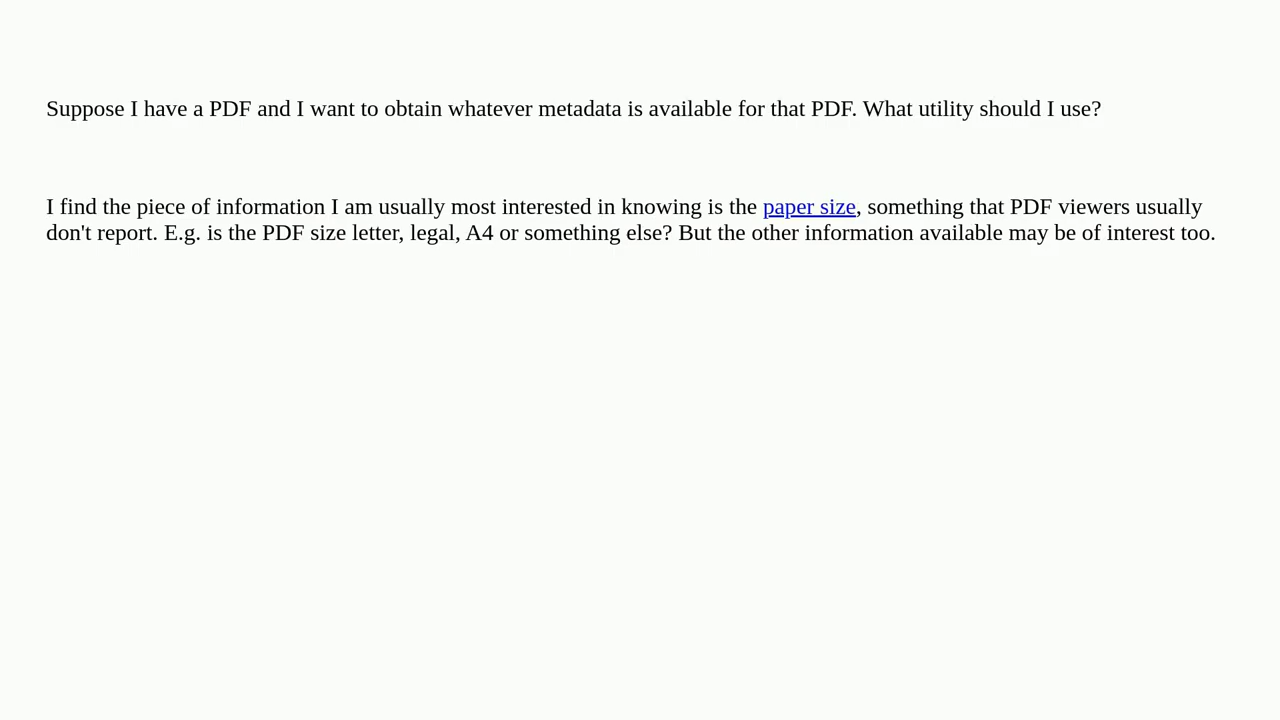 Suppose I have a PDF and I want to obtain whatever metadata is available for that PDF. What utility should I use?
I find the piece of information I am usually most interested in knowing is the paper size, something that PDF viewers usually
don't report. E.g. is the PDF size letter, legal, A4 or something else? But the other information available may be of interest too.